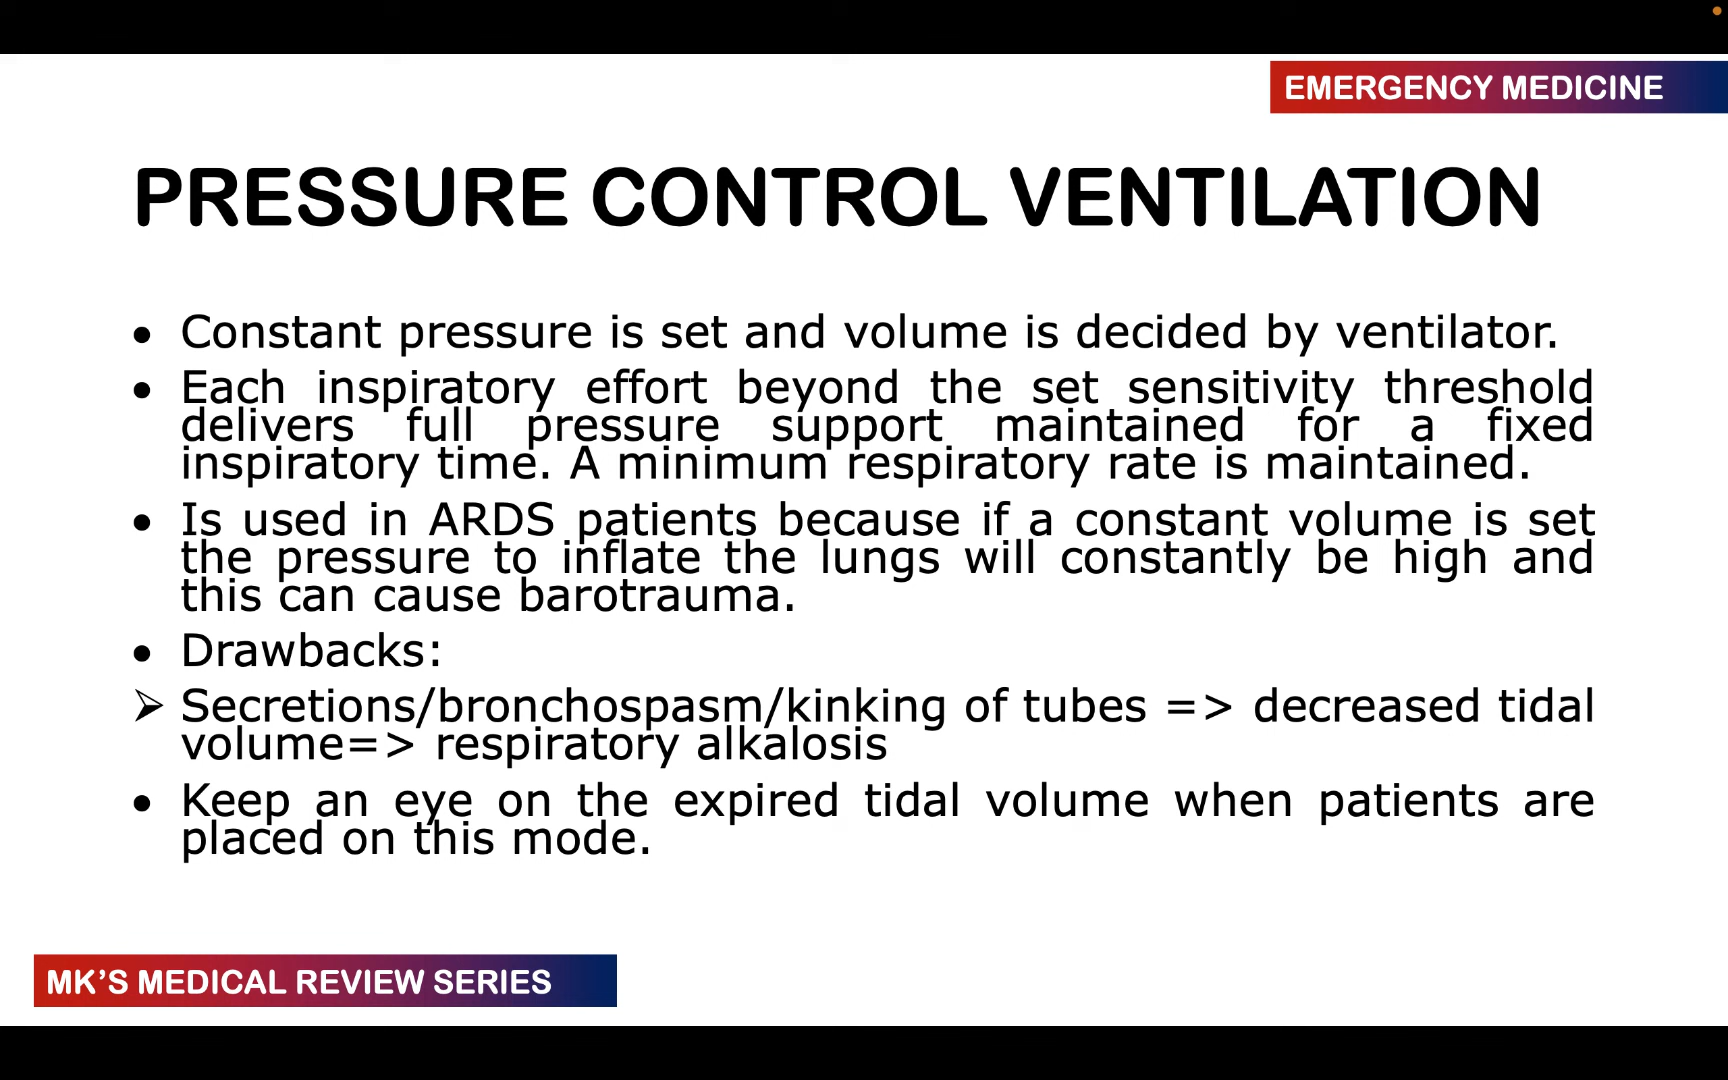 EMERGENCY MEDICINE
PRESSURE CONTROL VENTILATION
• Constant pressure is set and volume is decided by ventilator.
• Each inspiratory effort beyond the set sensitivity threshold
delivers full pressure support maintained for a fixed
inspiratory time. A minimum respiratory rate is maintained.
• Is used in ARDS patients because if a constant volume is set
the pressure to inflate the lungs will constantly be high and
this can cause barotrauma.
• Drawbacks:
➢ Secretions/bronchospasm/kinking of tubes => decreased tidal
volume=> respiratory alkalosis
• Keep an eye on the expired tidal volume when patients are
placed on this mode.
MK’S MEDICAL REVIEW SERIES